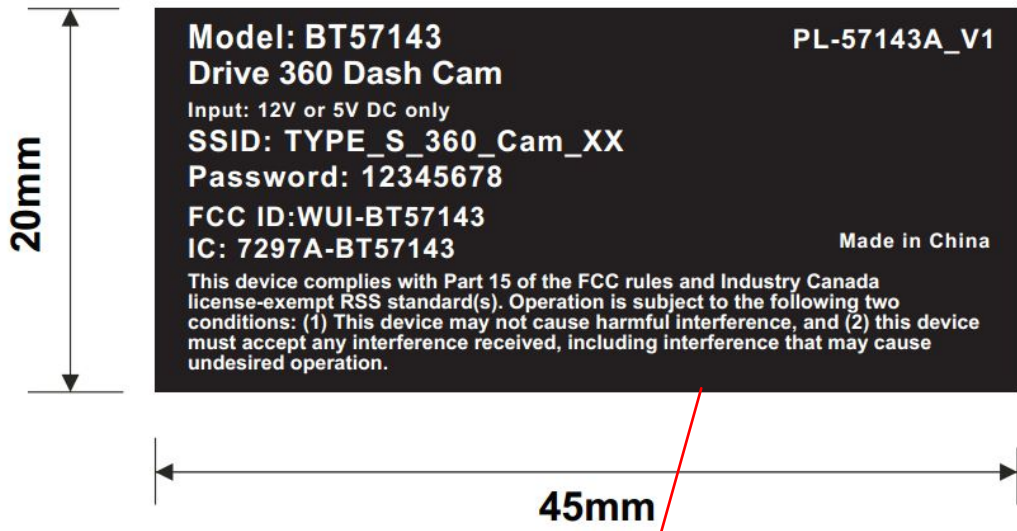 Model: BT57143
PL-57143A_V1
Drive 360 Dash Cam
Input: 12V or 5V DC only
SSID: TYPE_S_360_Cam_XX
Password: 12345678
FCC ID:WUI-BT57143
IC: 7297A-BT57143
Made in China
This device complies with Part 15 of the FCC rules and Industry Canada
license-exempt RSS standard(s). Operation is subject to the following two
conditions: (1) This device may not cause harmful interference, and (2) this device
must accept any interference received, including interference that may cause
undesired operation.
20mm
45mm